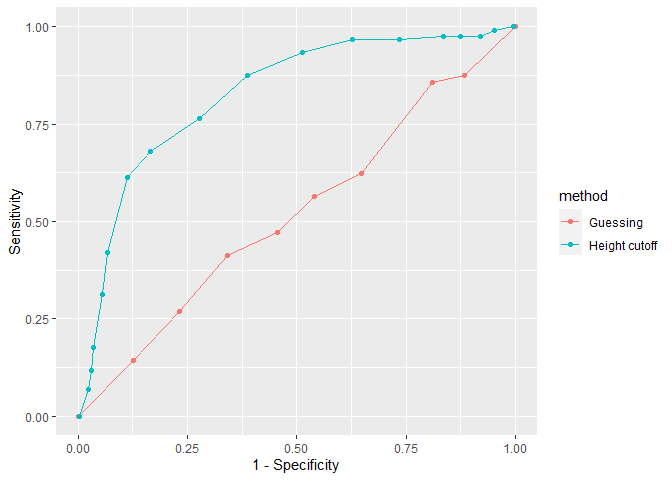 1.00
0.75
0.50
0.25
0.00
Sensitivity
0.00 0.25 0.50 0.75 1.00
1 - Specificity
method
Guessing
Height cutoff